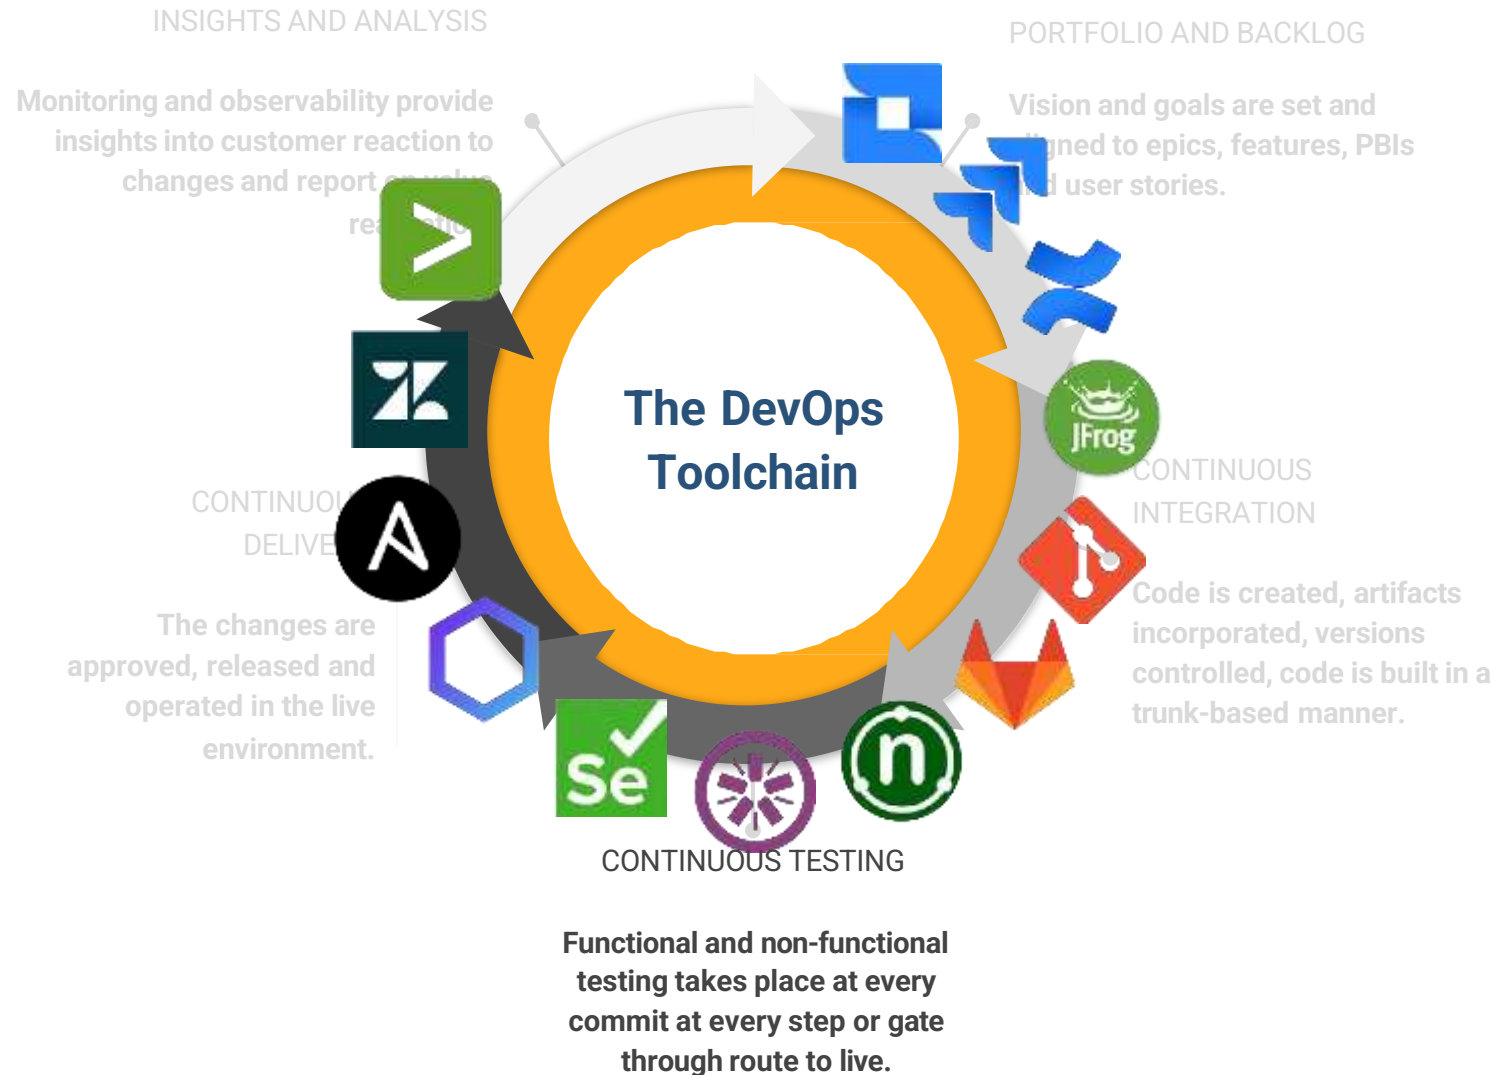 INSIGHTS AND ANALYSIS
Monitoring and observability provide
insights into customer reaction to
changes and report on value
PORTFOLIO AND BACKLOG
Vision and goals are set and
to epics, features, PBIs
user stories.
The DevOps
Toolchain
JFrog
CONTINUOUS
INTEGRATION
Code is created, artifacts
incorporated, versions
controlled, code is built in a
trunk-based manner.
n
Se
CONTINUOUS TESTING
Functional and non-functional
testing takes place at every
commit at every step or gate
through route to live.
CONTINUOU
DELIVE
The changes are
approved, released and
operated in the live
environment.